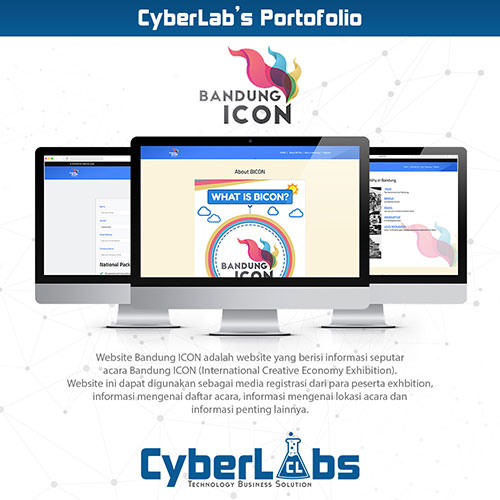 CyberLab's Portofolio
BANDUNG
ICON
About BICON
WHAT IS BICON?
BANDUNG
ICON
National Pack
Website Bandung ICON adalah website yang berisi informasi seputar
acara Bandung ICON (International Creative Economy Exhibition).
Website ini dapat digunakan sebagai media registrasi dari para peserta exhbition,
informasi mengenai daftar acara, informasi mengenai lokasi acara dan
informasi penting lainnya.
CyberLabs
CL
TECHNOLOGY BUSINESS SOLUTION